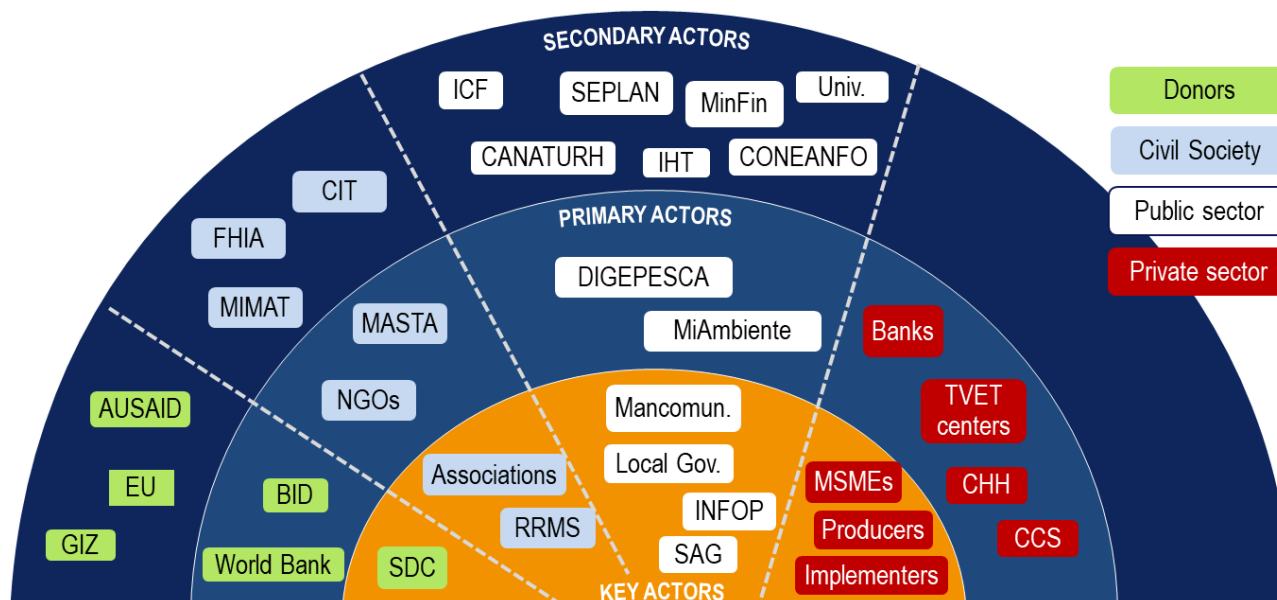 SECONDARY ACTORS
ICF
SEPLAN
MinFin
Univ.
CANATURH
IHT
CONEANFO
CIT
FHIA
MIMAT
AUSAID
EU
GIZ
PRIMARY ACTORS
DIGEPESCA
MiAmbiente
MASTA
NGOs
BID
World Bank
Banks
TVET
centers
CHH
CCS
Mancomun.
Local Gov.
INFOP
SAG
Associations
RRMS
SDC
MSMEs
Producers
Implementers
KEY ACTORS
Donors
Civil Society
Public sector
Private sector